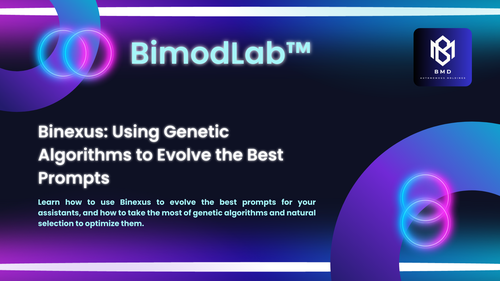 BimodLab™
BMD
AUTONOMOUS HOLDINGS
Binexus: Using Genetic
Algorithms to Evolve the Best
Prompts
Learn how to use Binexus to evolve the best prompts for your
assistants, and how to take the most of genetic algorithms and natural
selection to optimize them.